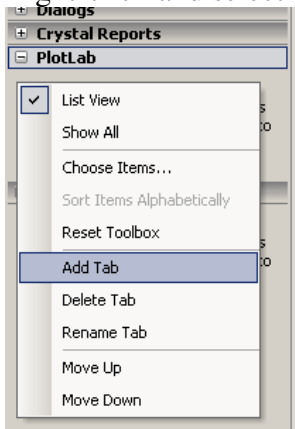 Dialogs
Crystal Reports
PlotLab
List View
Show All
Choose Items...
Sort Items Alphabetically
Reset Toolbox
Add Tab
Delete Tab
Rename Tab
Move Up
Move Down